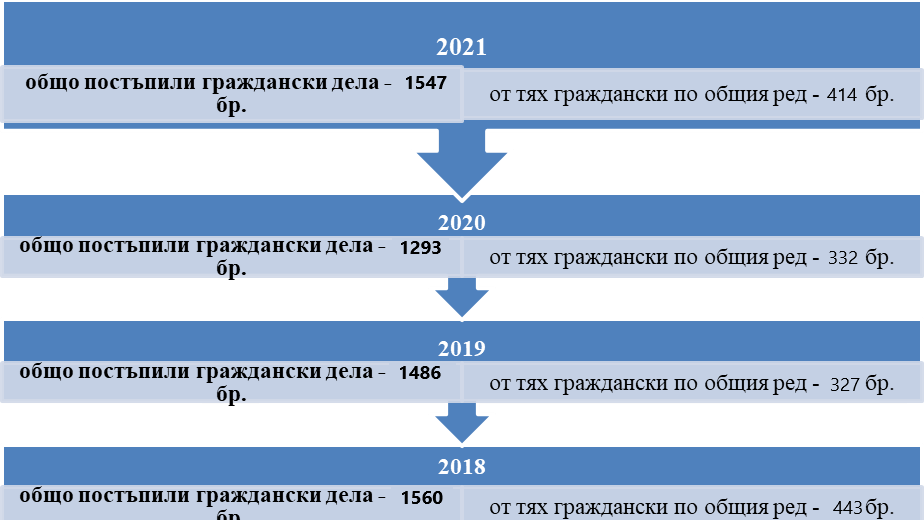 2021
общо постъпили граждански дела - 1547
бр.
от тях граждански по общия ред - 414 бр.
2020
общо постъпили граждански дела - 1293
бр.
от тях граждански по общия ред - 332 бр.
2019
общо постъпили граждански дела - 1486
бр.
от тях граждански по общия ред - 327 бр.
2018
общо постъпили граждански дела - 1560
бр.
от тях граждански по общия ред - 443 бр.